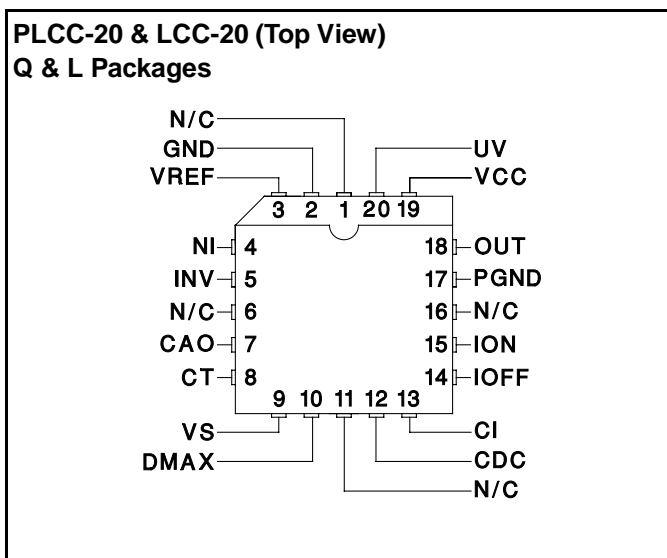 PLCC-20 & LCC-20 (Top View)
Q & L Packages
N/C
GND
UV
VREF
VCC
3 2 1 20 19
NI 4
18 OUT
INV 5
17 PGND
N/C 6
16 N/C
CAO 7
15 ION
CT 8
14 IOFF
9 10 11 12 13
VS
CI
DMAX
CDC
N/C